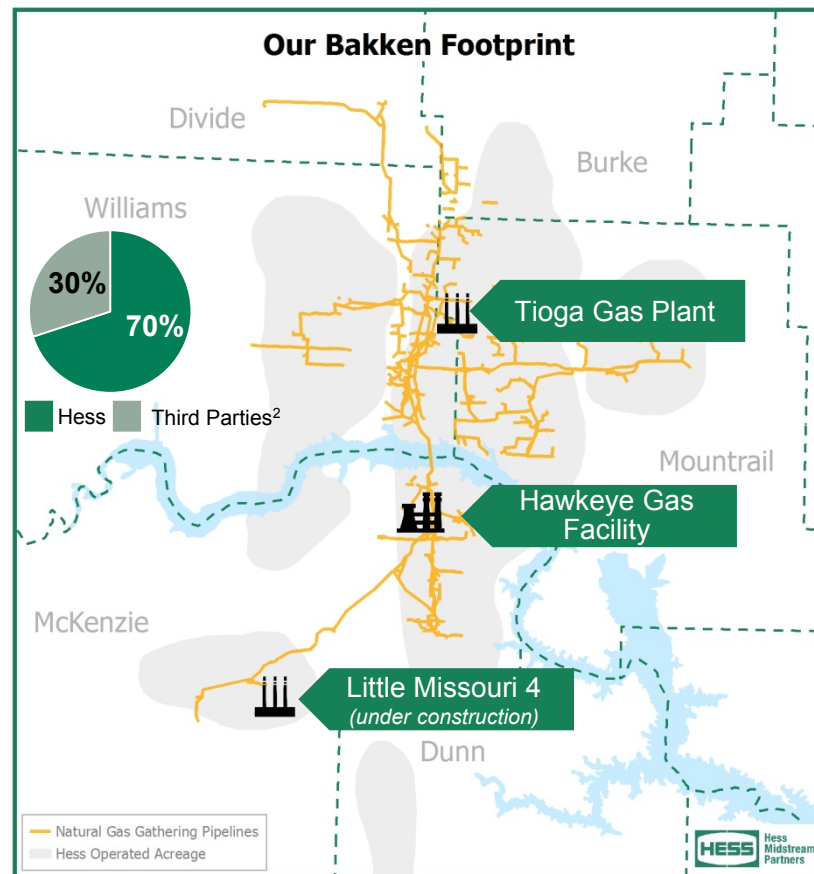 Our Bakken Footprint
Divide
Burke
Williams
30%
70%
Tioga Gas Plant
Hess
Third Parties²
Mountrail
Hawkeye Gas
Facility
McKenzie
Little Missouri 4
(under construction)
Dunn
Natural Gas Gathering Pipelines
Hess Operated Acreage
HESS
Hess
Midstream
Partners